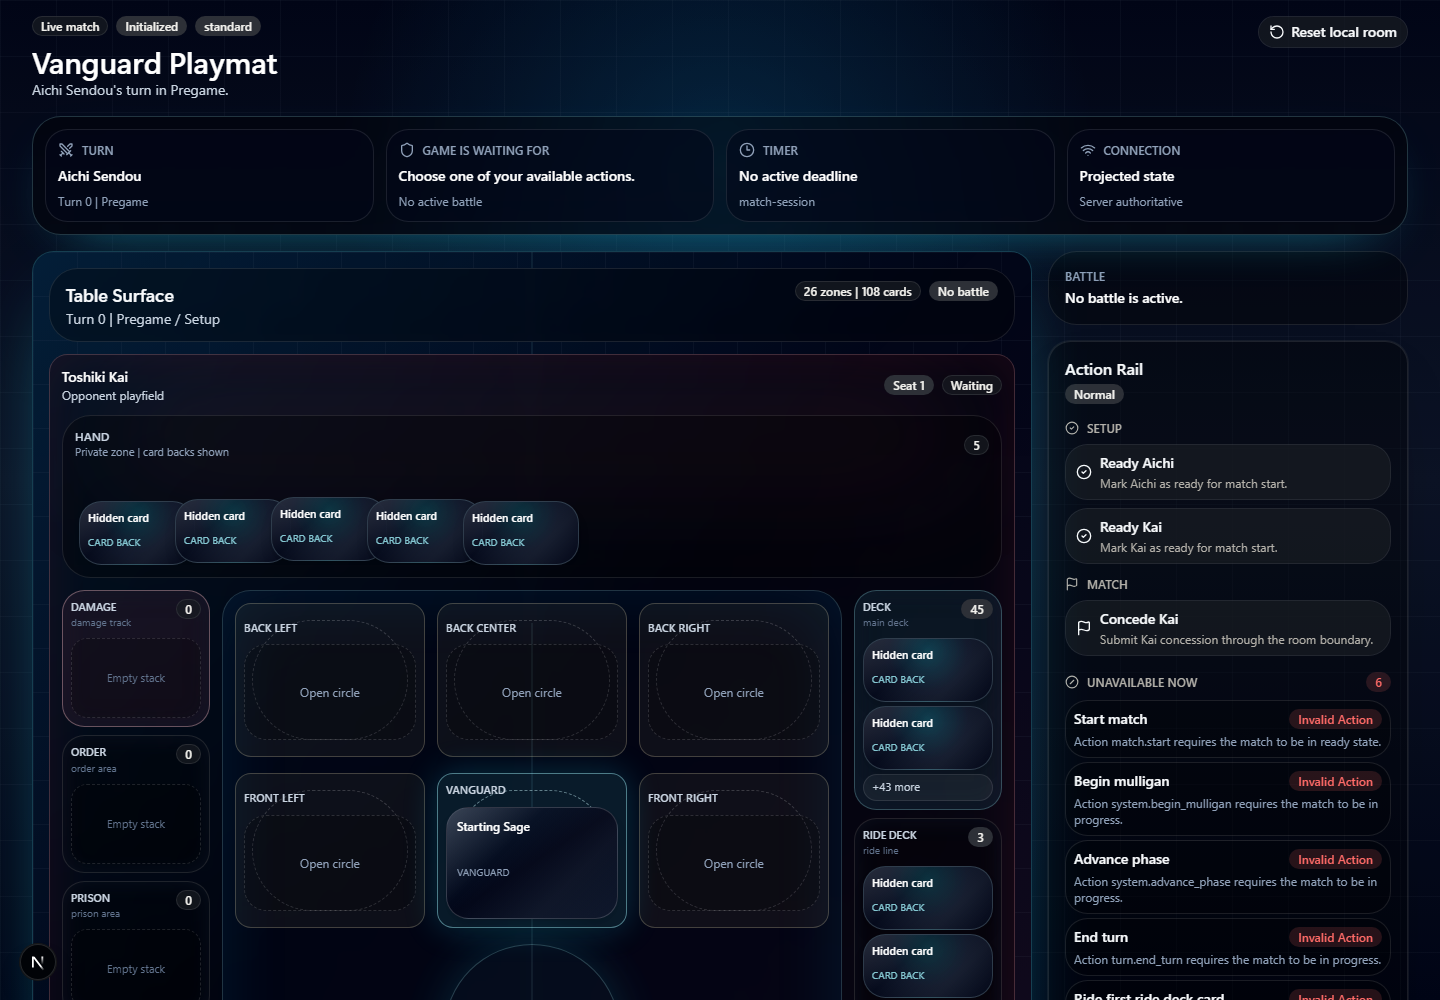 Live match
Initialized
standard
Reset local room
Vanguard Playmat
Aichi Sendou's turn in Pregame.
TURN
Aichi Sendou
Turn 0 | Pregame
GAME IS WAITING FOR
Choose one of your available actions.
No active battle
TIMER
No active deadline
match-session
CONNECTION
Projected state
Server authoritative
Table Surface
Turn 0 | Pregame / Setup
26 zones | 108 cards
No battle
Toshiki Kai
Opponent playfield
Seat 1
Waiting
HAND
Private zone | card backs shown
5
Hidden card
CARD BACK
Hidden card
CARD BACK
Hidden card
CARD BACK
Hidden card
CARD BACK
Hidden card
CARD BACK
DAMAGE
0
damage track
Empty stack
ORDER
0
order area
Empty stack
PRISON
0
prison area
Empty stack
BACK LEFT
Open circle
BACK CENTER
Open circle
BACK RIGHT
Open circle
FRONT LEFT
Open circle
VANGUARD
Starting Sage
VANGUARD
FRONT RIGHT
Open circle
DECK
45
main deck
Hidden card
CARD BACK
Hidden card
CARD BACK
+43 more
RIDE DECK
3
ride line
Hidden card
CARD BACK
Hidden card
CARD BACK
BATTLE
No battle is active.
Action Rail
Normal
SETUP
Ready Aichi
Mark Aichi as ready for match start.
Ready Kai
Mark Kai as ready for match start.
MATCH
Concede Kai
Submit Kai concession through the room boundary.
UNAVAILABLE NOW
6
Start match
Invalid Action
Action match.start requires the match to be in ready state.
Begin mulligan
Invalid Action
Action system.begin_mulligan requires the match to be in
progress.
Advance phase
Invalid Action
Action system.advance_phase requires the match to be in
progress.
End turn
Invalid Action
Action turn.end_turn requires the match to be in progress.
Ride first ride deck card
Invalid Action
N